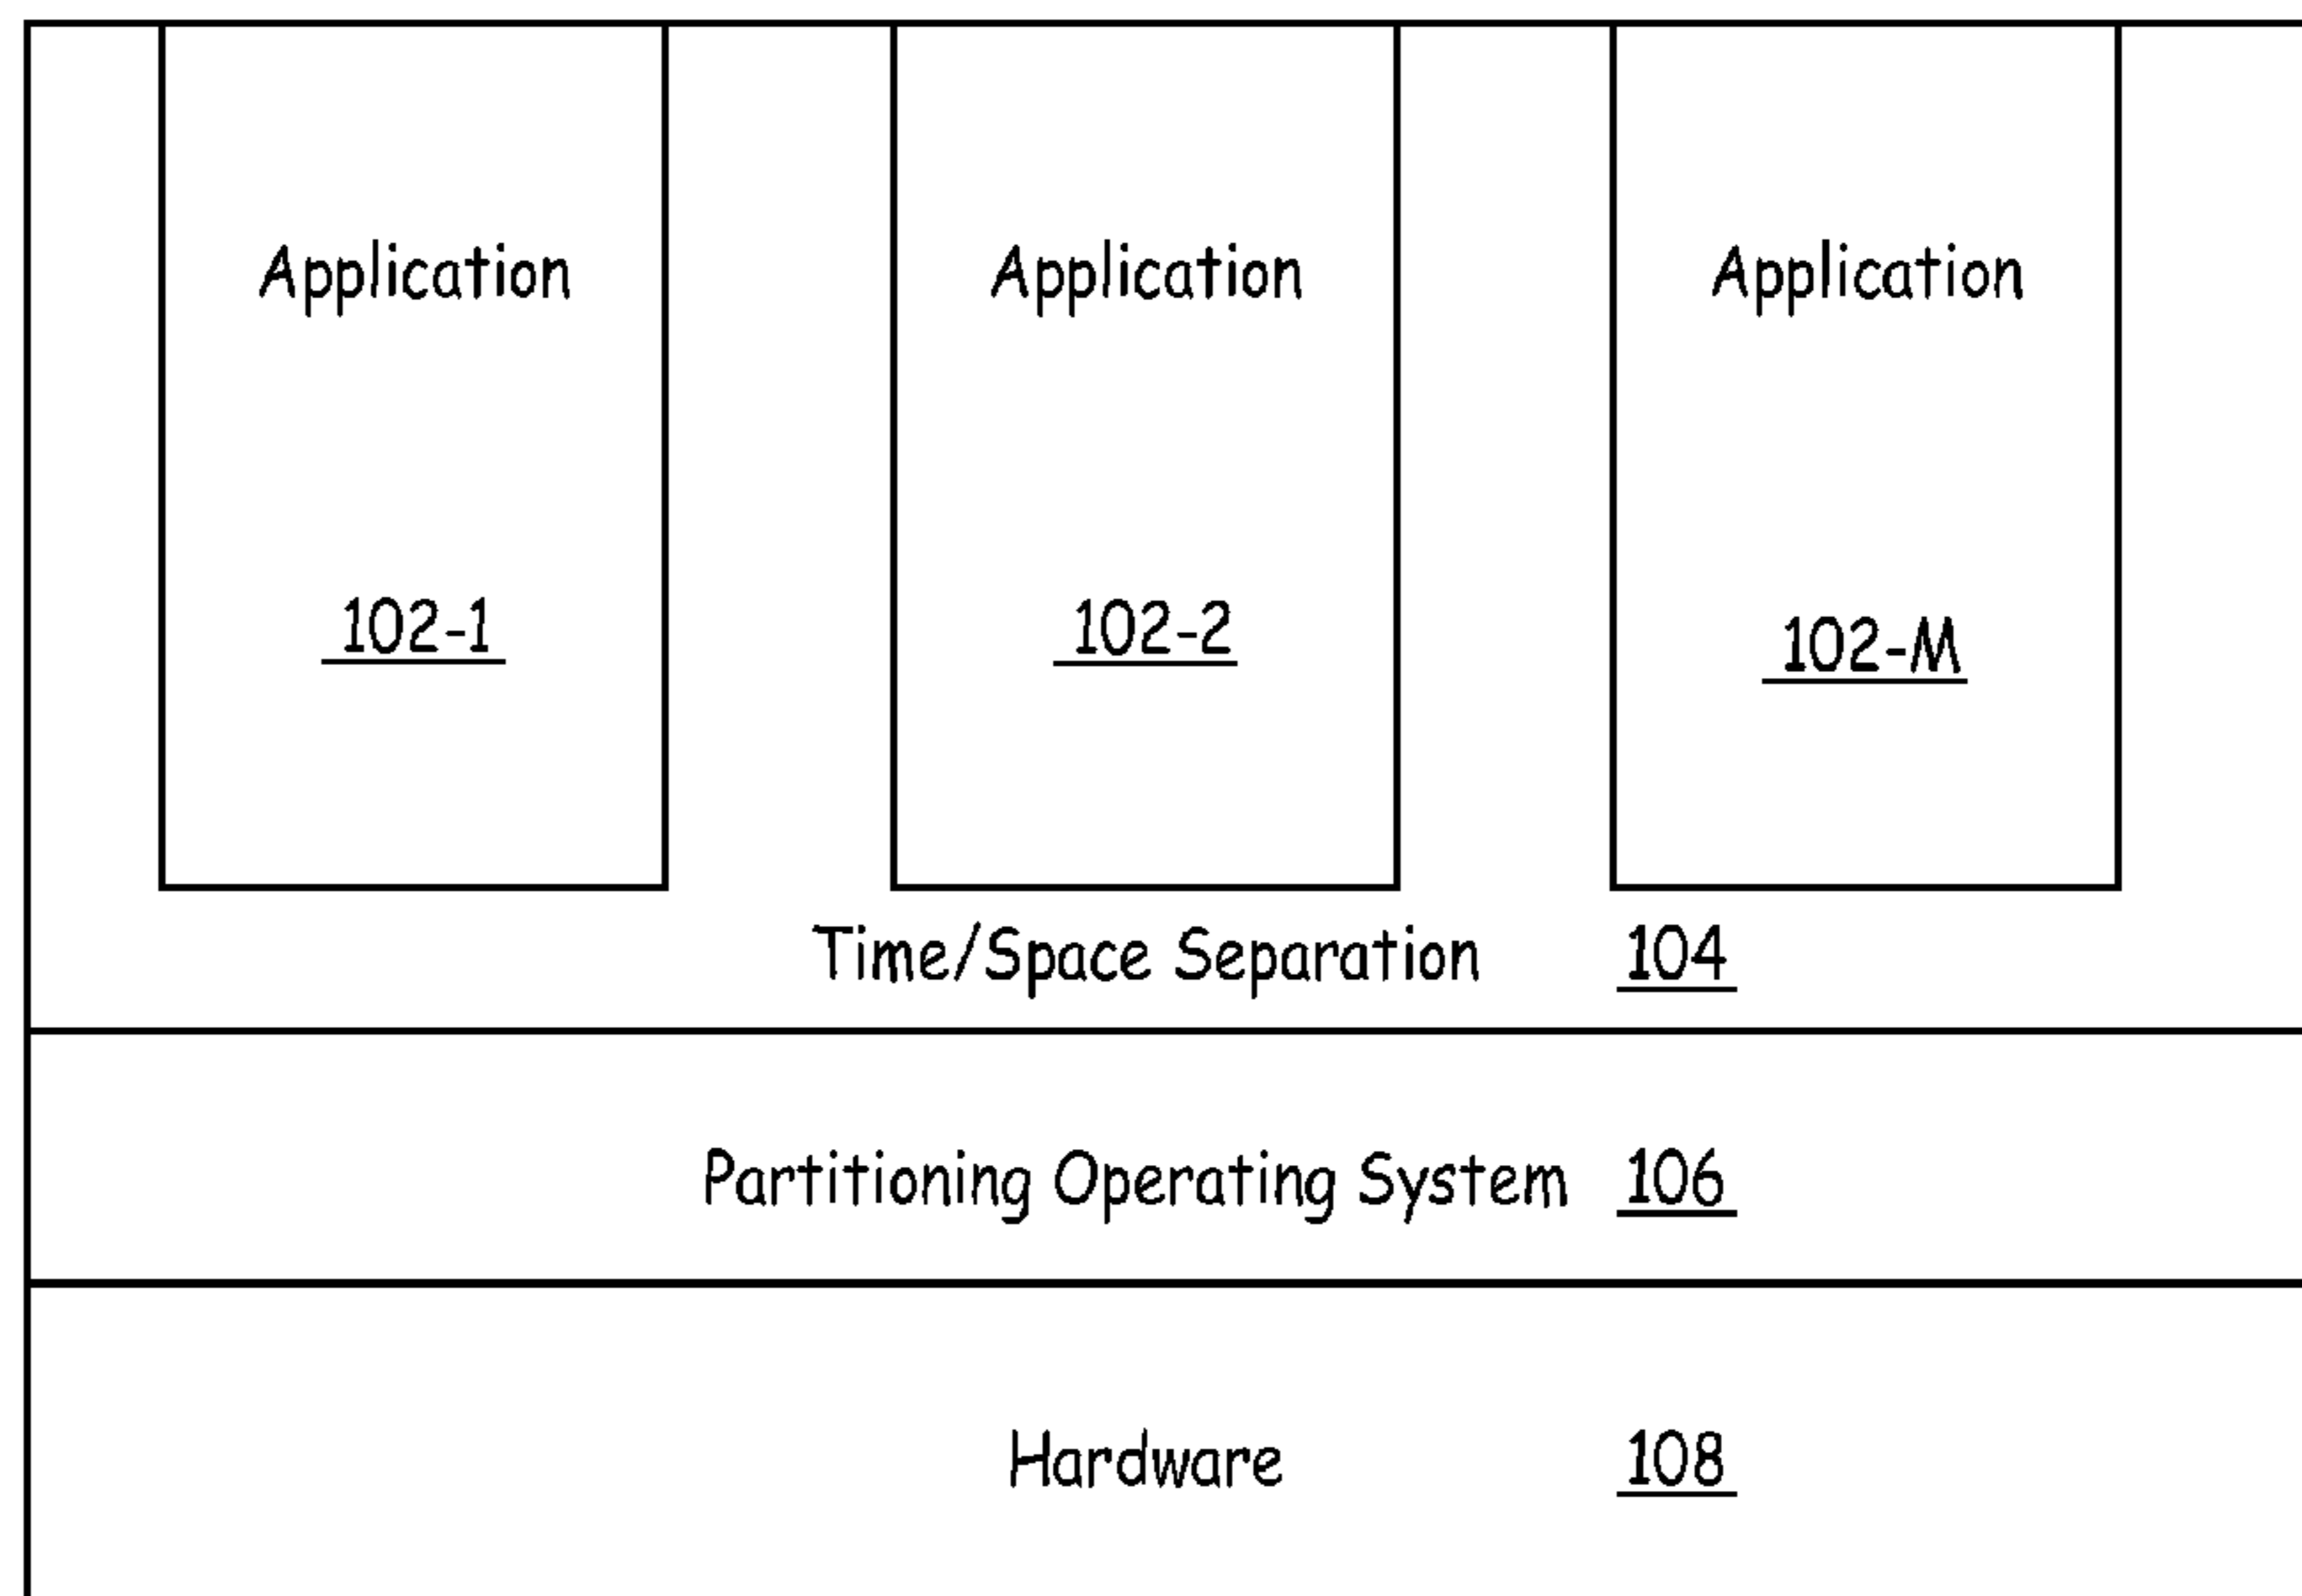 Application
Application
Application
102-1
102-2
102-M
Time/Space Separation 104
Partitioning Operating System 106
Hardware 108